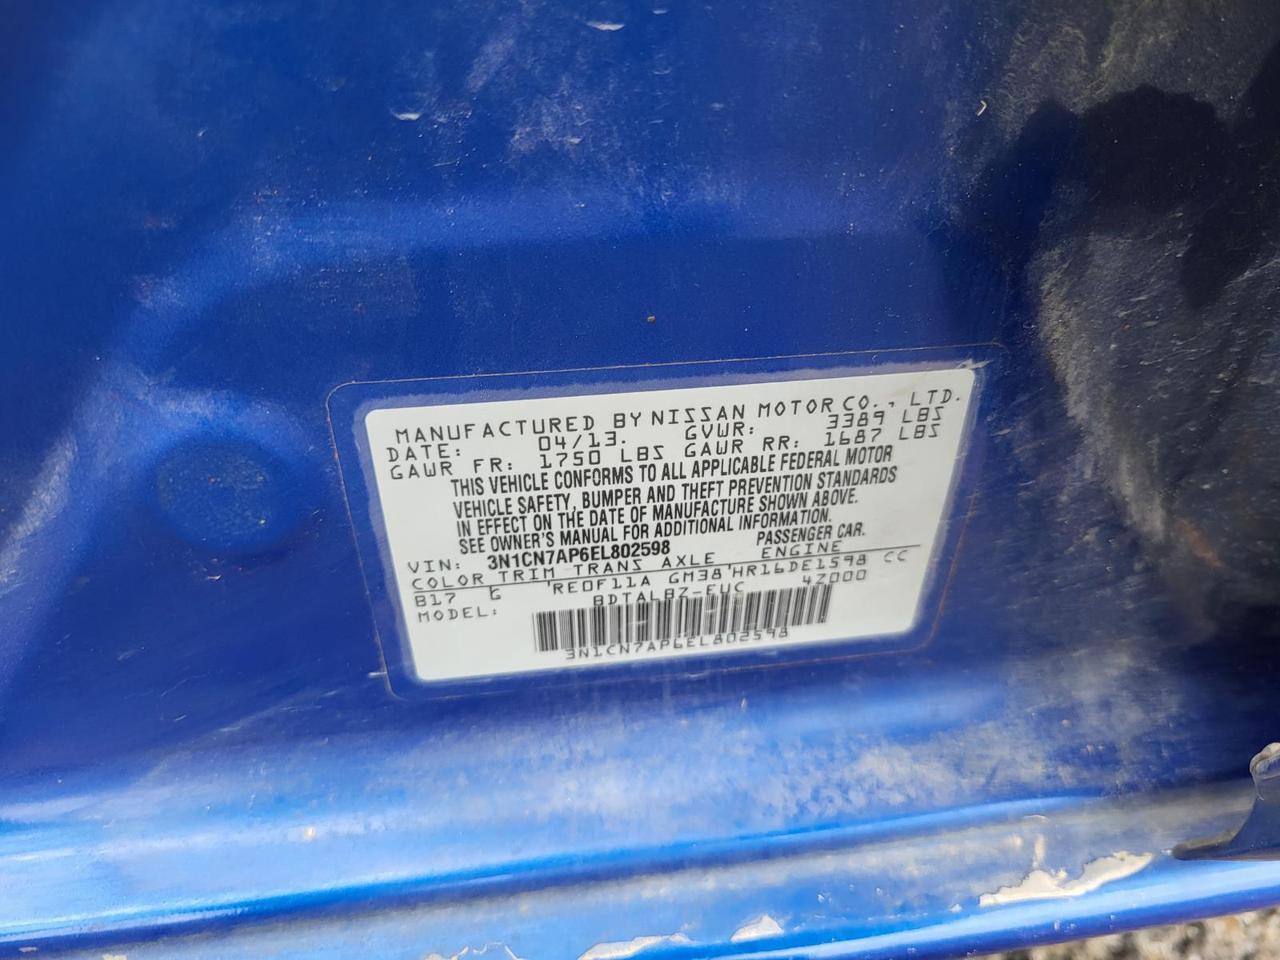 MANUFACTURED BY NISSAN MOTOR CO., LTD.
DATE: 04/13. GVWR: 3389 LBS
GAWR FR: 1750 LBS GAWR RR: 1687 LBS
THIS VEHICLE CONFORMS TO ALL APPLICABLE FEDERAL MOTOR
VEHICLE SAFETY, BUMPER AND THEFT PREVENTION STANDARDS
IN EFFECT ON THE DATE OF MANUFACTURE SHOWN ABOVE.
SEE OWNER'S MANUAL FOR ADDITIONAL INFORMATION.
VIN: 3N1CN7AP6EL802598 PASSENGER CAR.
COLOR TRIM TRANS AXLE ENGINE
B17 G RE0F11A GM38 HR16DE1598 CC
MODEL: BDTALBZ-EUC 4Z000
3N1CN7AP6EL802598